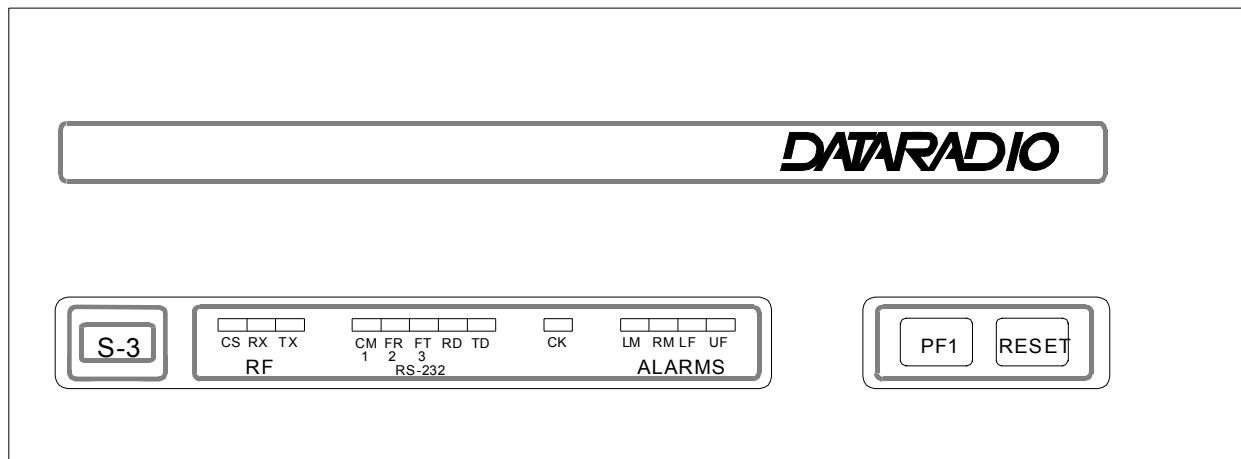 DATARADIO
S-3
CS RX TX
RF
CM FR FT RD TD
1 2 3
RS-232
CK
LM RM LF UF
ALARMS
PF1
RESET